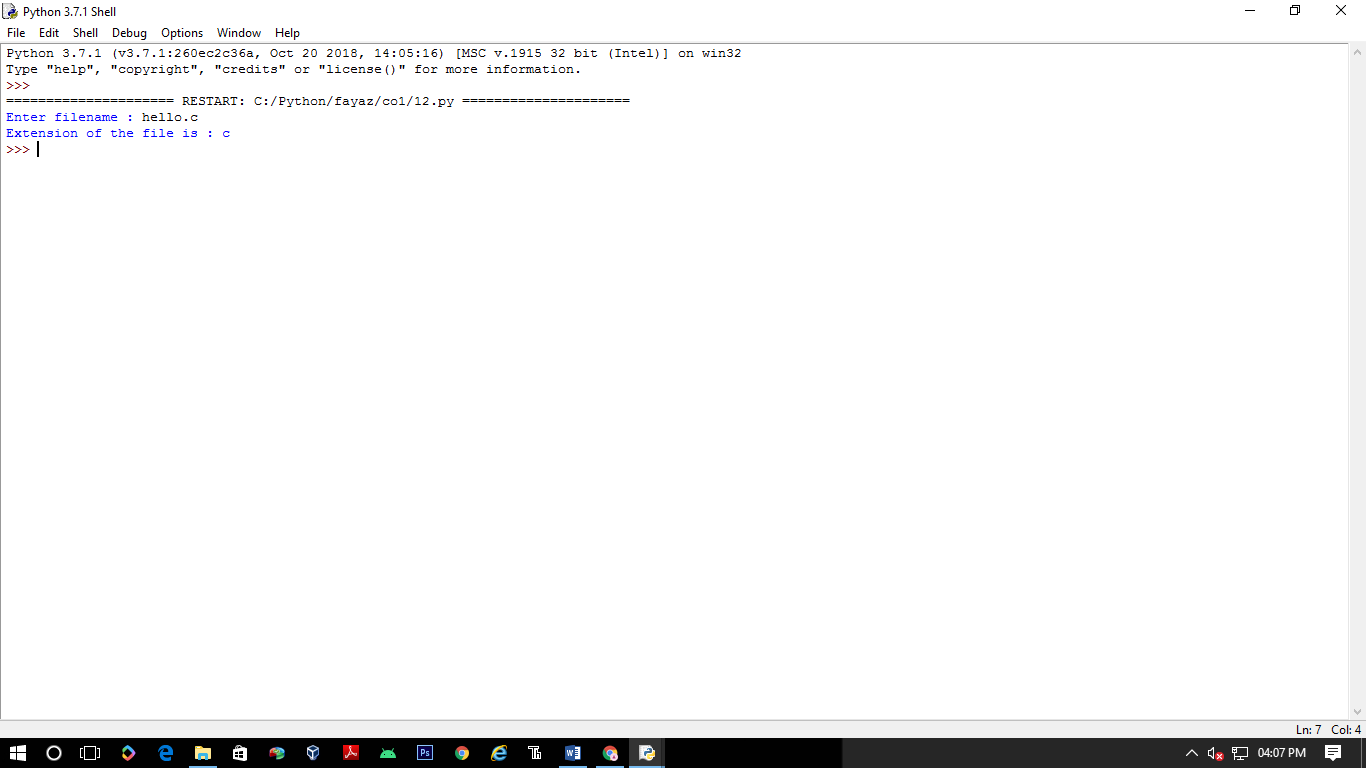 Python 3.7.1 Shell
File Edit Shell Debug Options Window Help
Python 3.7.1 (v3.7.1:260ec2c36a, Oct 20 2018, 14:05:16) [MSC v.1915 32 bit (Intel)] on win32
Type "help", "copyright", "credits" or "license()" for more information.
>>>
===================== RESTART: C:/Python/fayaz/co1/12.py =====================
Enter filename : hello.c
Extension of the file is : c
>>>
Ln: 7 Col: 4
Ps
04:07 PM